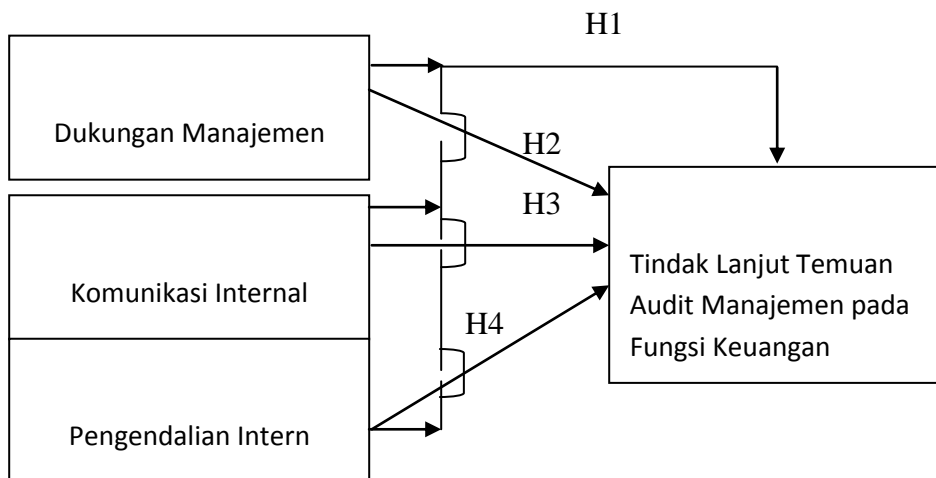 H1
Dukungan Manajemen
H2
H3
Komunikasi Internal
Tindak Lanjut Temuan
Audit Manajemen pada
Fungsi Keuangan
H4
Pengendalian Intern